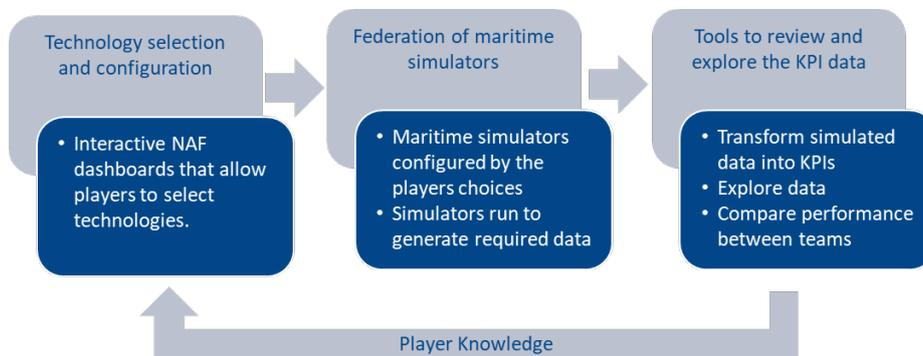 Technology selection
and configuration
• Interactive NAF
dashboards that allow
players to select
technologies.
Federation of maritime
simulators
• Maritime simulators
configured by the
players choices
• Simulators run to
generate required data
Tools to review and
explore the KPI data
• Transform simulated
data into KPIs
• Explore data
• Compare performance
between teams
Player Knowledge